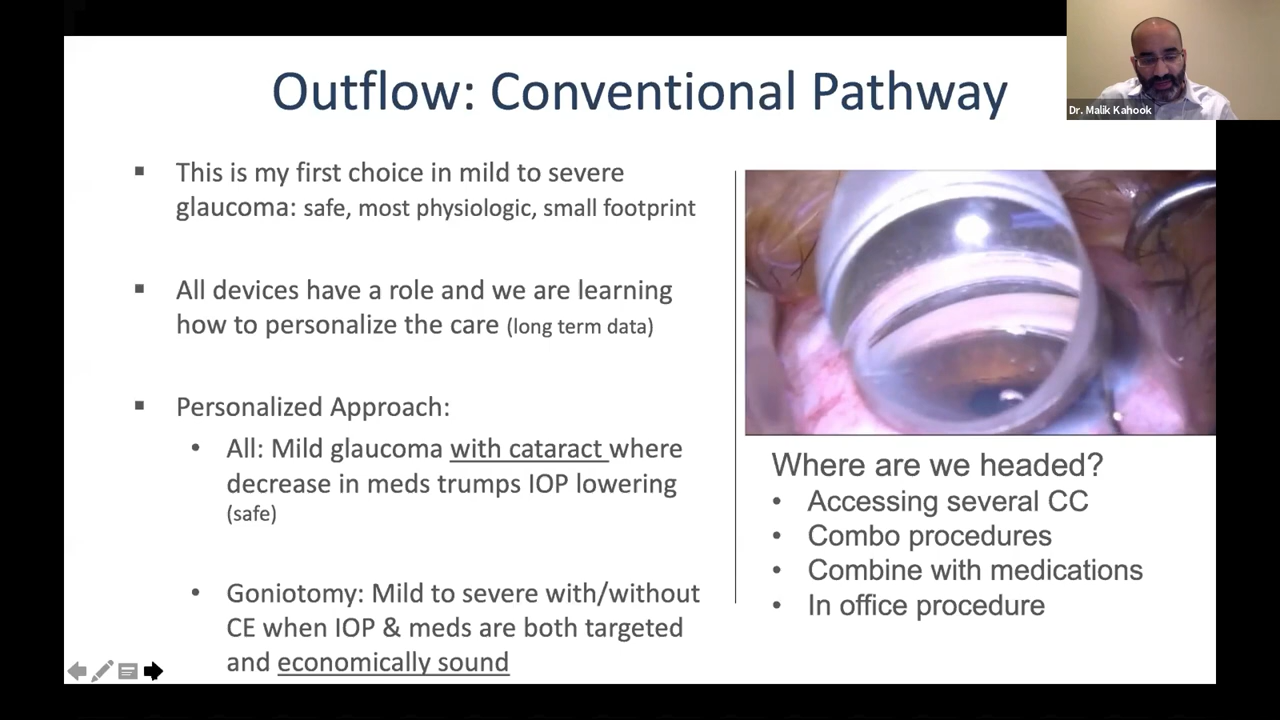 Outflow: Conventional Pathway
Dr. Malik Kahook
▪ This is my first choice in mild to severe
glaucoma: safe, most physiologic, small footprint
▪ All devices have a role and we are learning
how to personalize the care (long term data)
▪ Personalized Approach:
• All: Mild glaucoma with cataract where
decrease in meds trumps IOP lowering
(safe)
• Goniotomy: Mild to severe with/without
CE when IOP & meds are both targeted
and economically sound
Where are we headed?
• Accessing several CC
• Combo procedures
• Combine with medications
• In office procedure